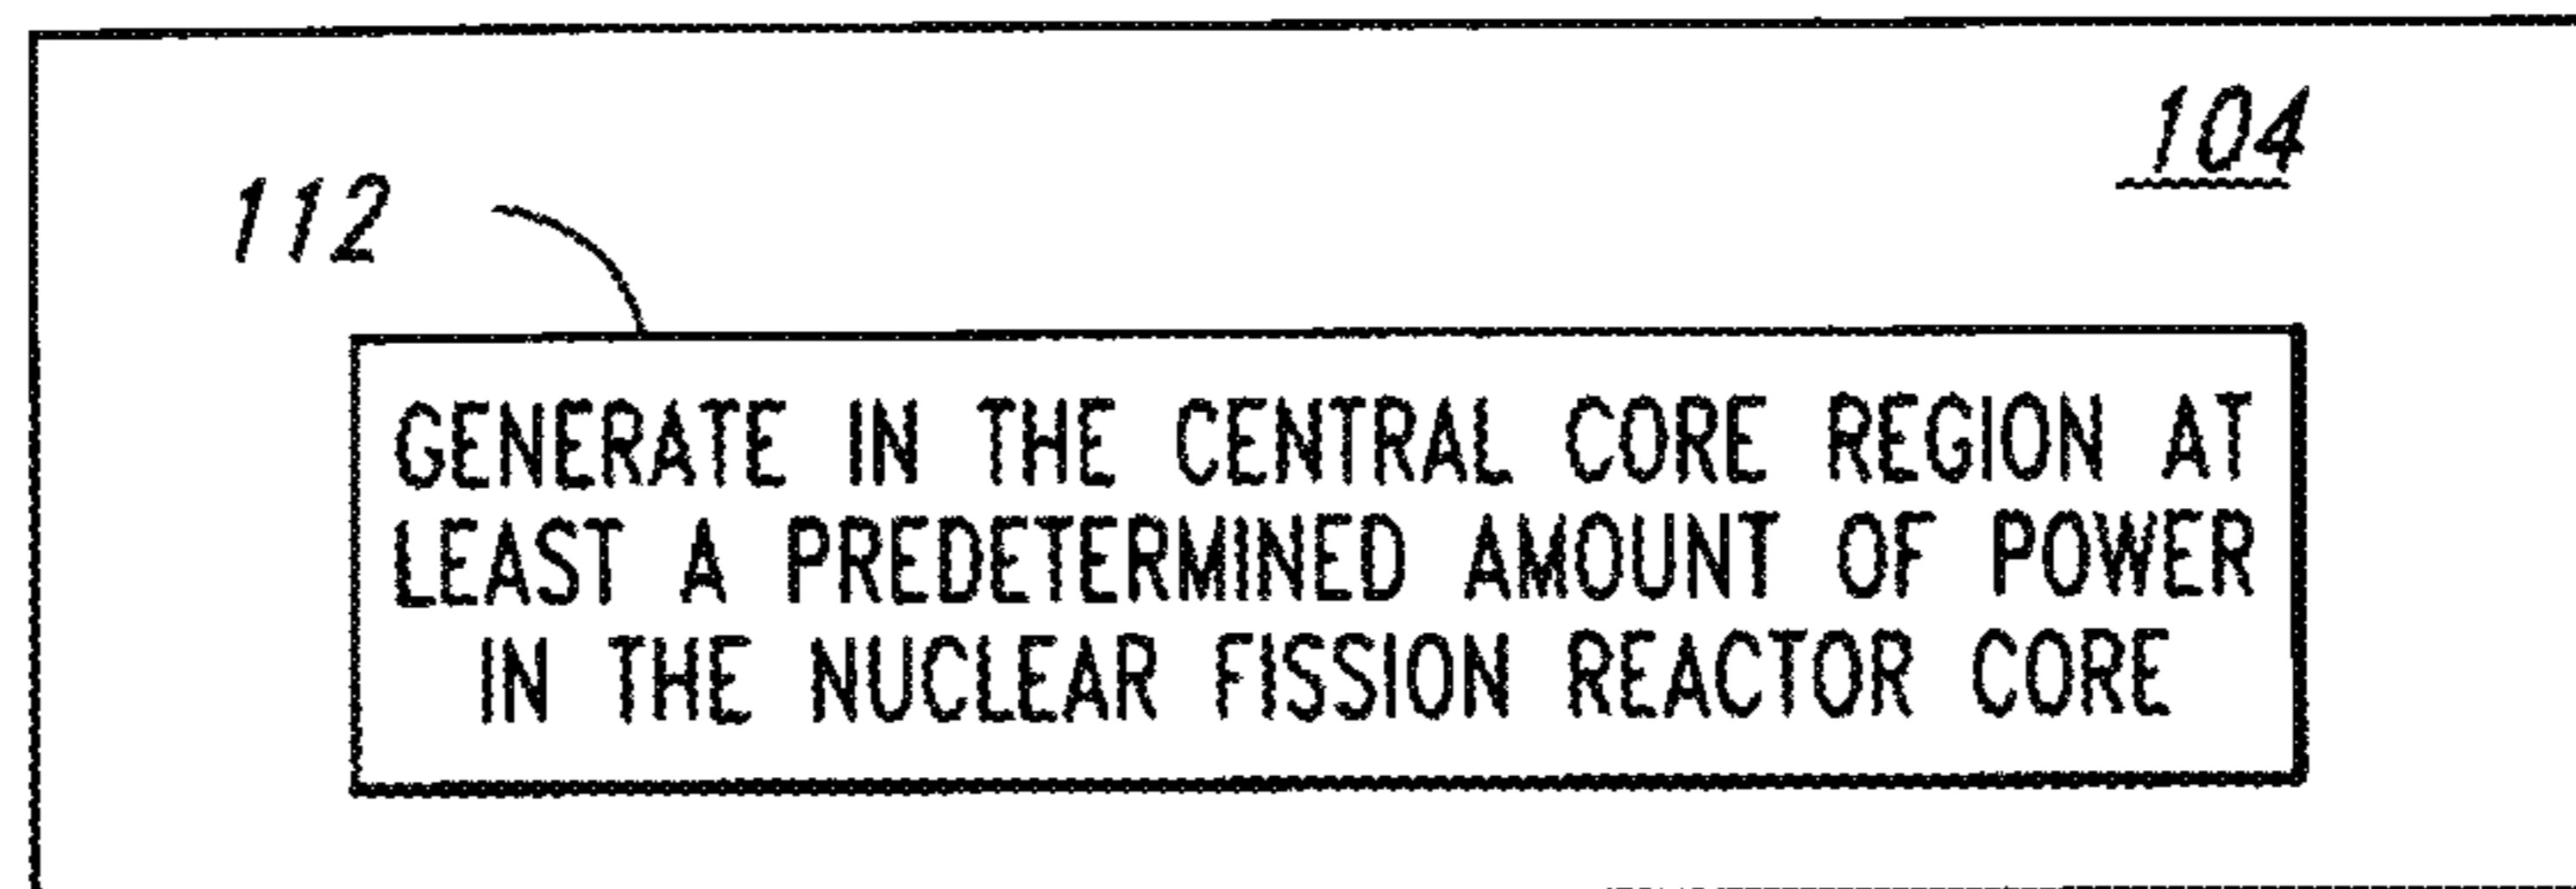 104
112
GENERATE IN THE CENTRAL CORE REGION AT
LEAST A PREDETERMINED AMOUNT OF POWER
IN THE NUCLEAR FISSION REACTOR CORE